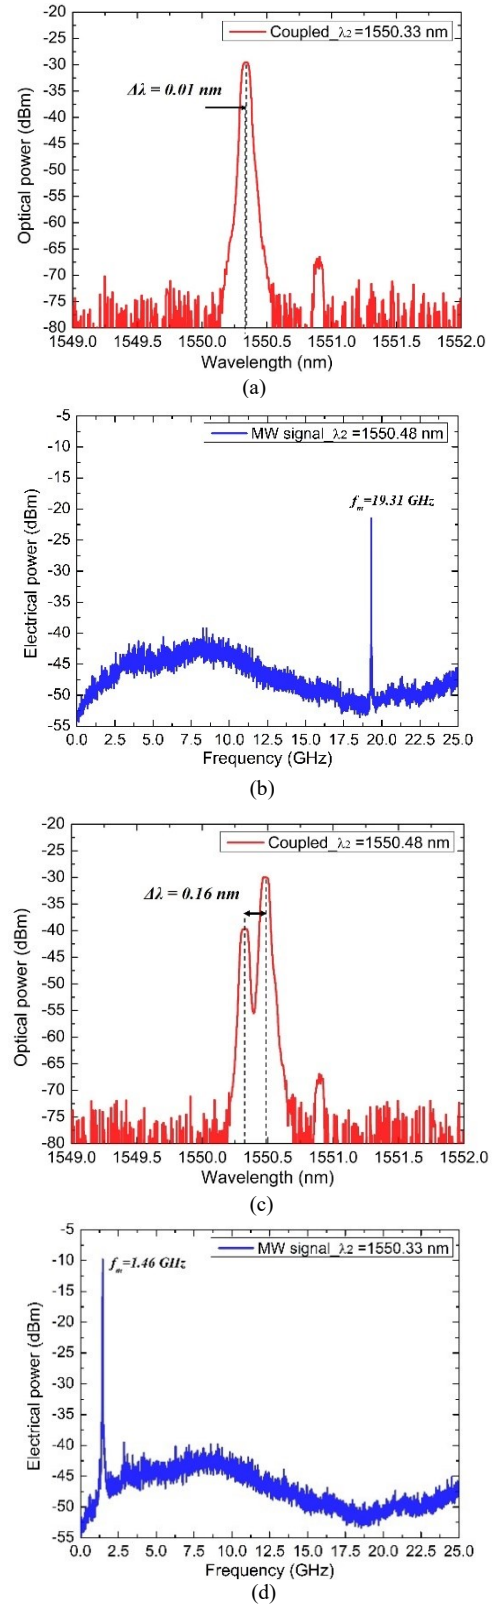 -20
Coupled_λ2 =1550.33 nm
-25
-30
Δλ = 0.01 nm
-35
-40
-45
-50
-55
-60
-65
-70
-75
-80
Optical power (dBm)
1549.0 1549.5 1550.0 1550.5 1551.0 1551.5 1552.0
Wavelength (nm)
(a)
-5
MW signal_λ2 =1550.48 nm
-10
-15
-20
fm=19.31 GHz
-25
-30
-35
-40
-45
-50
-55
Electrical power (dBm)
0.0 2.5 5.0 7.5 10.0 12.5 15.0 17.5 20.0 22.5 25.0
Frequency (GHz)
(b)
-20
Coupled_λ2 =1550.48 nm
-25
-30
Δλ = 0.16 nm
-35
-40
-45
-50
-55
-60
-65
-70
-75
-80
Optical power (dBm)
1549.0 1549.5 1550.0 1550.5 1551.0 1551.5 1552.0
Wavelength (nm)
(c)
-5
MW signal_λ2 =1550.33 nm
-10
fm=1.46 GHz
-15
-20
-25
-30
-35
-40
-45
-50
-55
Electrical power (dBm)
0.0 2.5 5.0 7.5 10.0 12.5 15.0 17.5 20.0 22.5 25.0
Frequency (GHz)
(d)